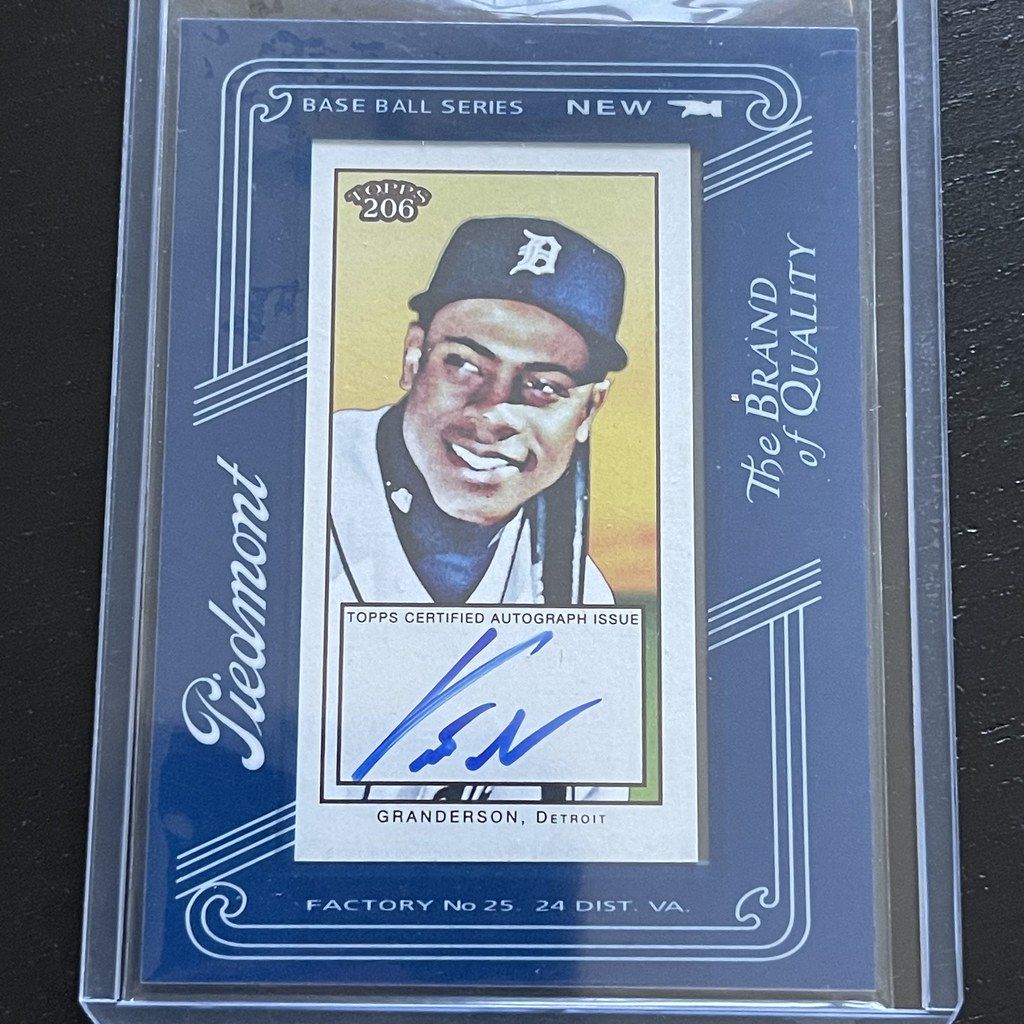 BASE BALL SERIES NEW
TOPPS
206
The BRAND
of QUALITY
Piedmont
TOPPS CERTIFIED AUTOGRAPH ISSUE
GRANDERSON, DETROIT
FACTORY No 25. 24 DIST. VA.